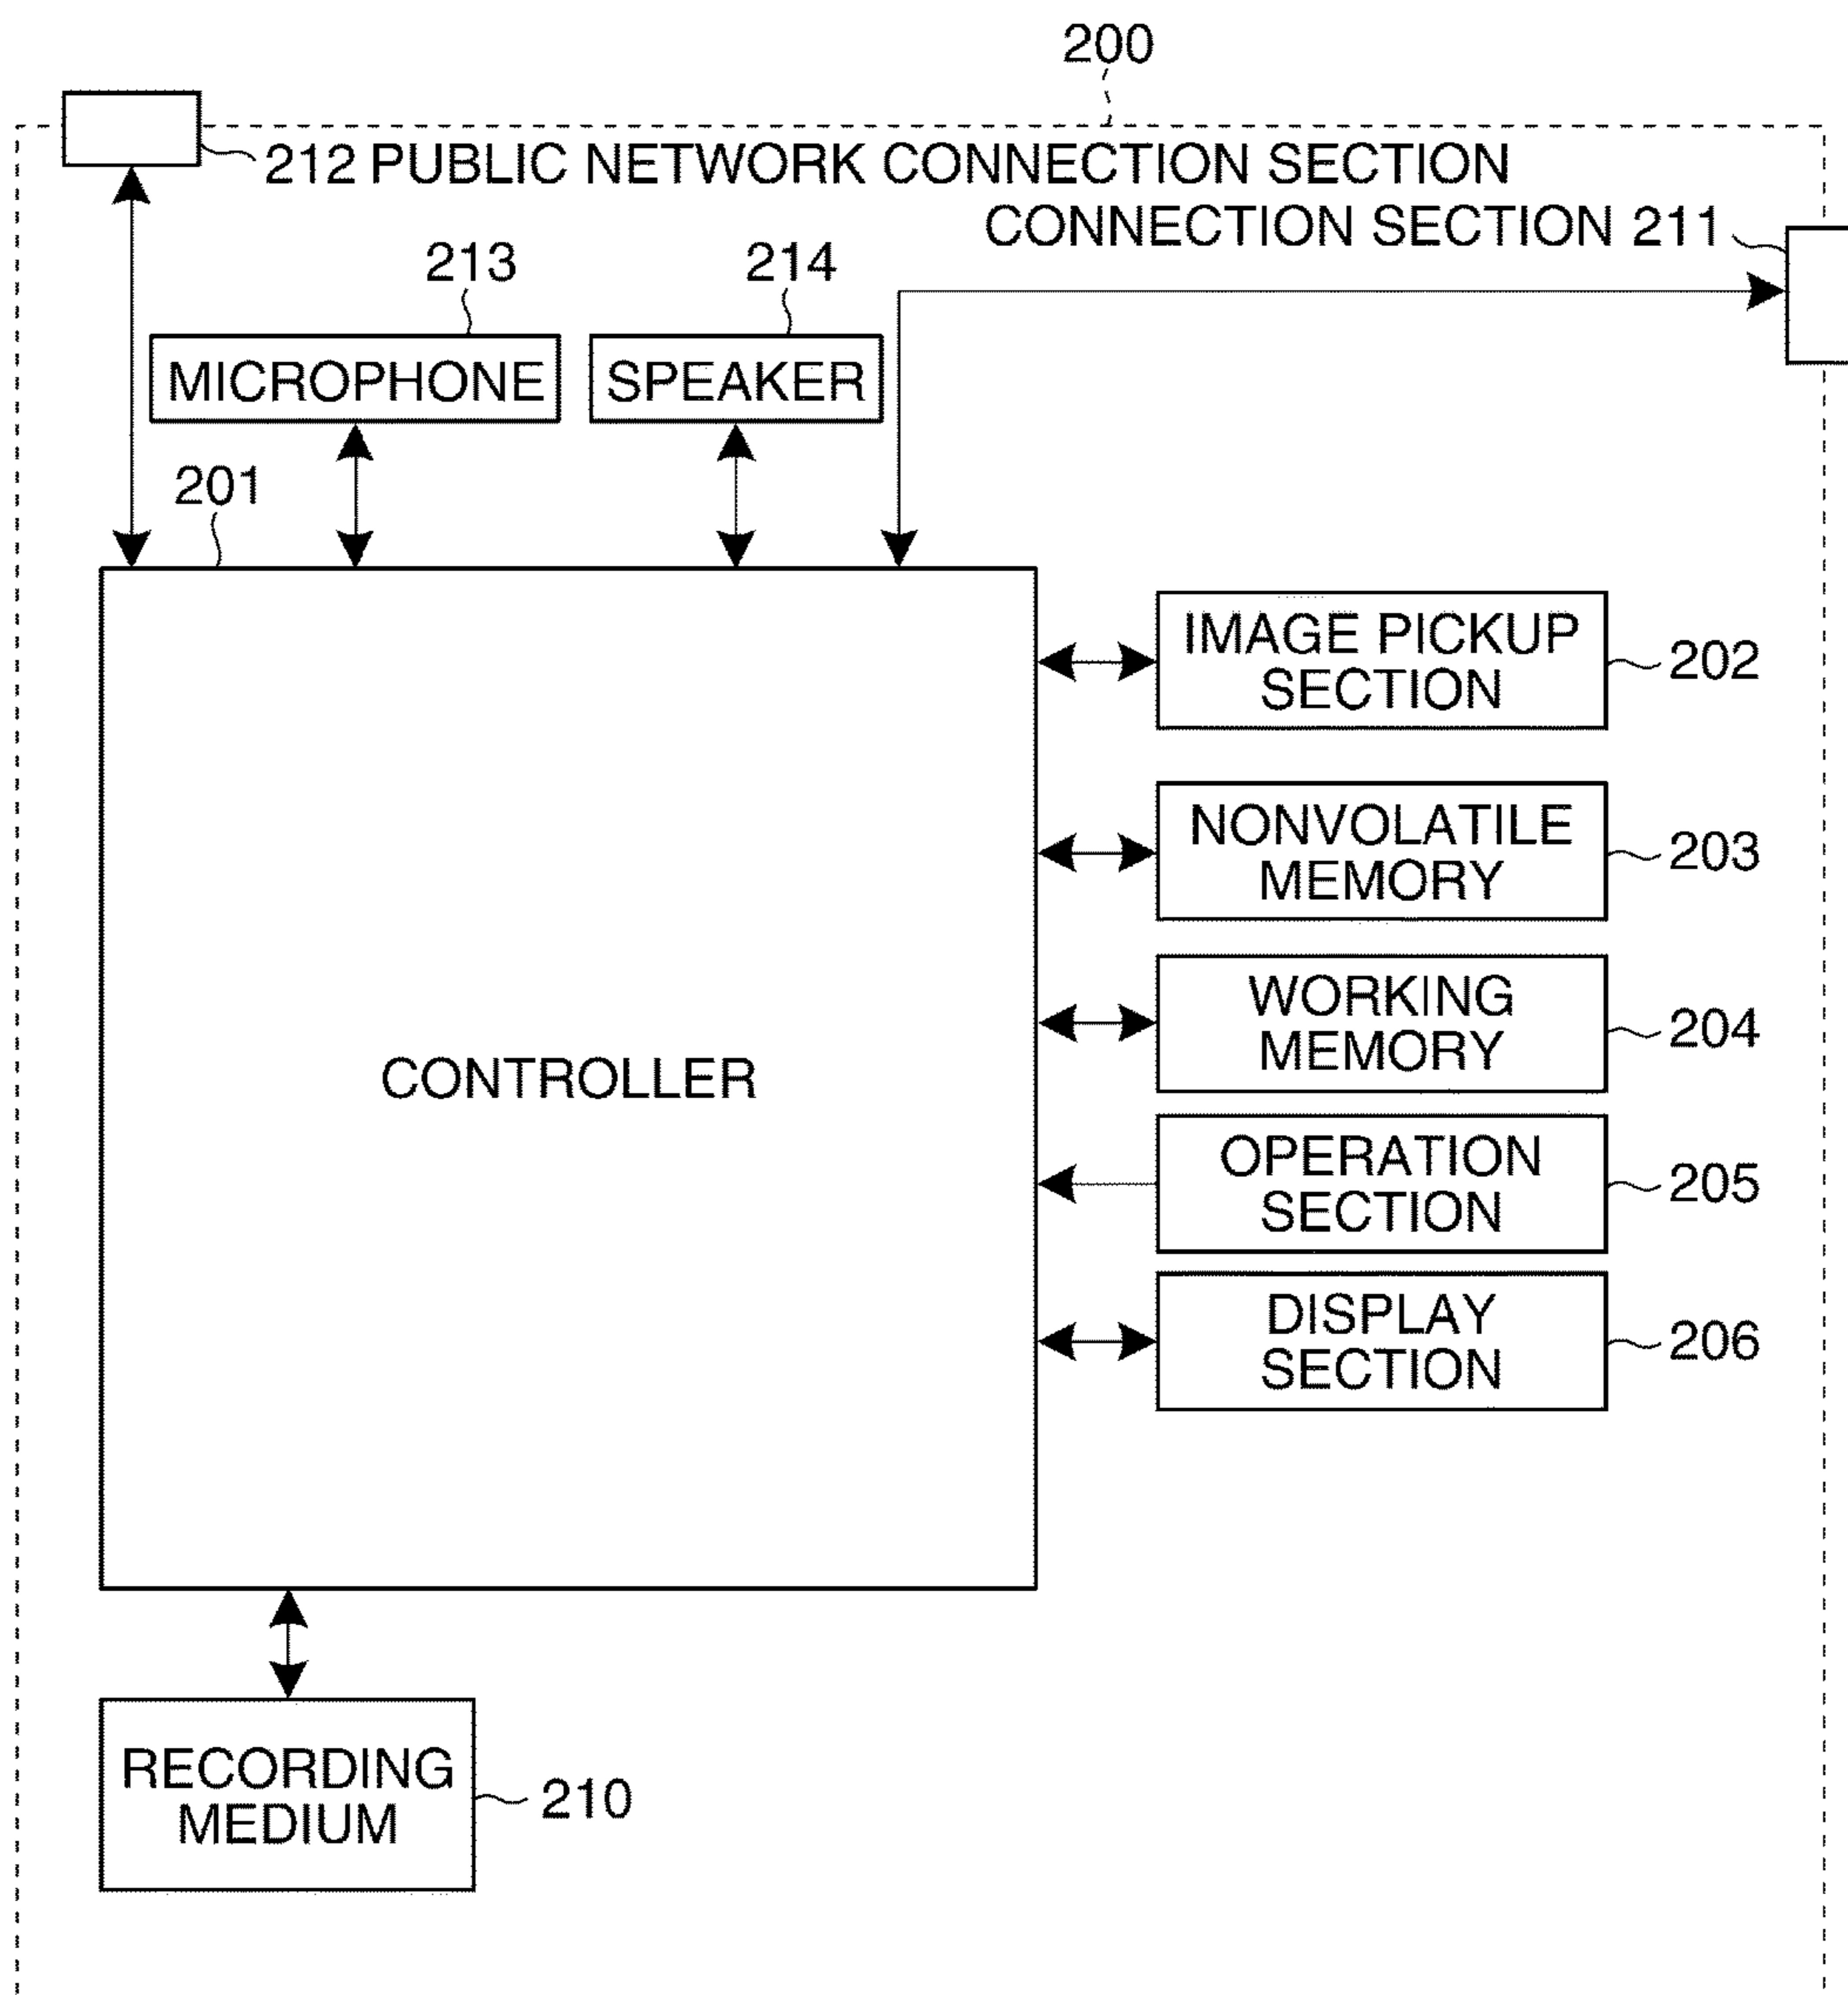 200
212 PUBLIC NETWORK CONNECTION SECTION
CONNECTION SECTION 211
213
214
MICROPHONE
SPEAKER
201
IMAGE PICKUP
SECTION
202
NONVOLATILE
MEMORY
203
WORKING
MEMORY
204
CONTROLLER
OPERATION
SECTION
205
DISPLAY
SECTION
206
RECORDING
MEDIUM
210